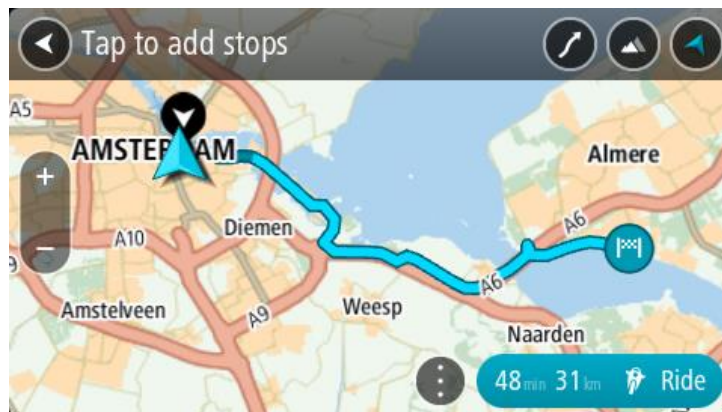 Tap to add stops
A5
AMSTERDAM
Almere
+
Diemen
A6
A10
−
9
A6
Amstelveen
A9
Weesp
Naarden
48 min 31 km Ride